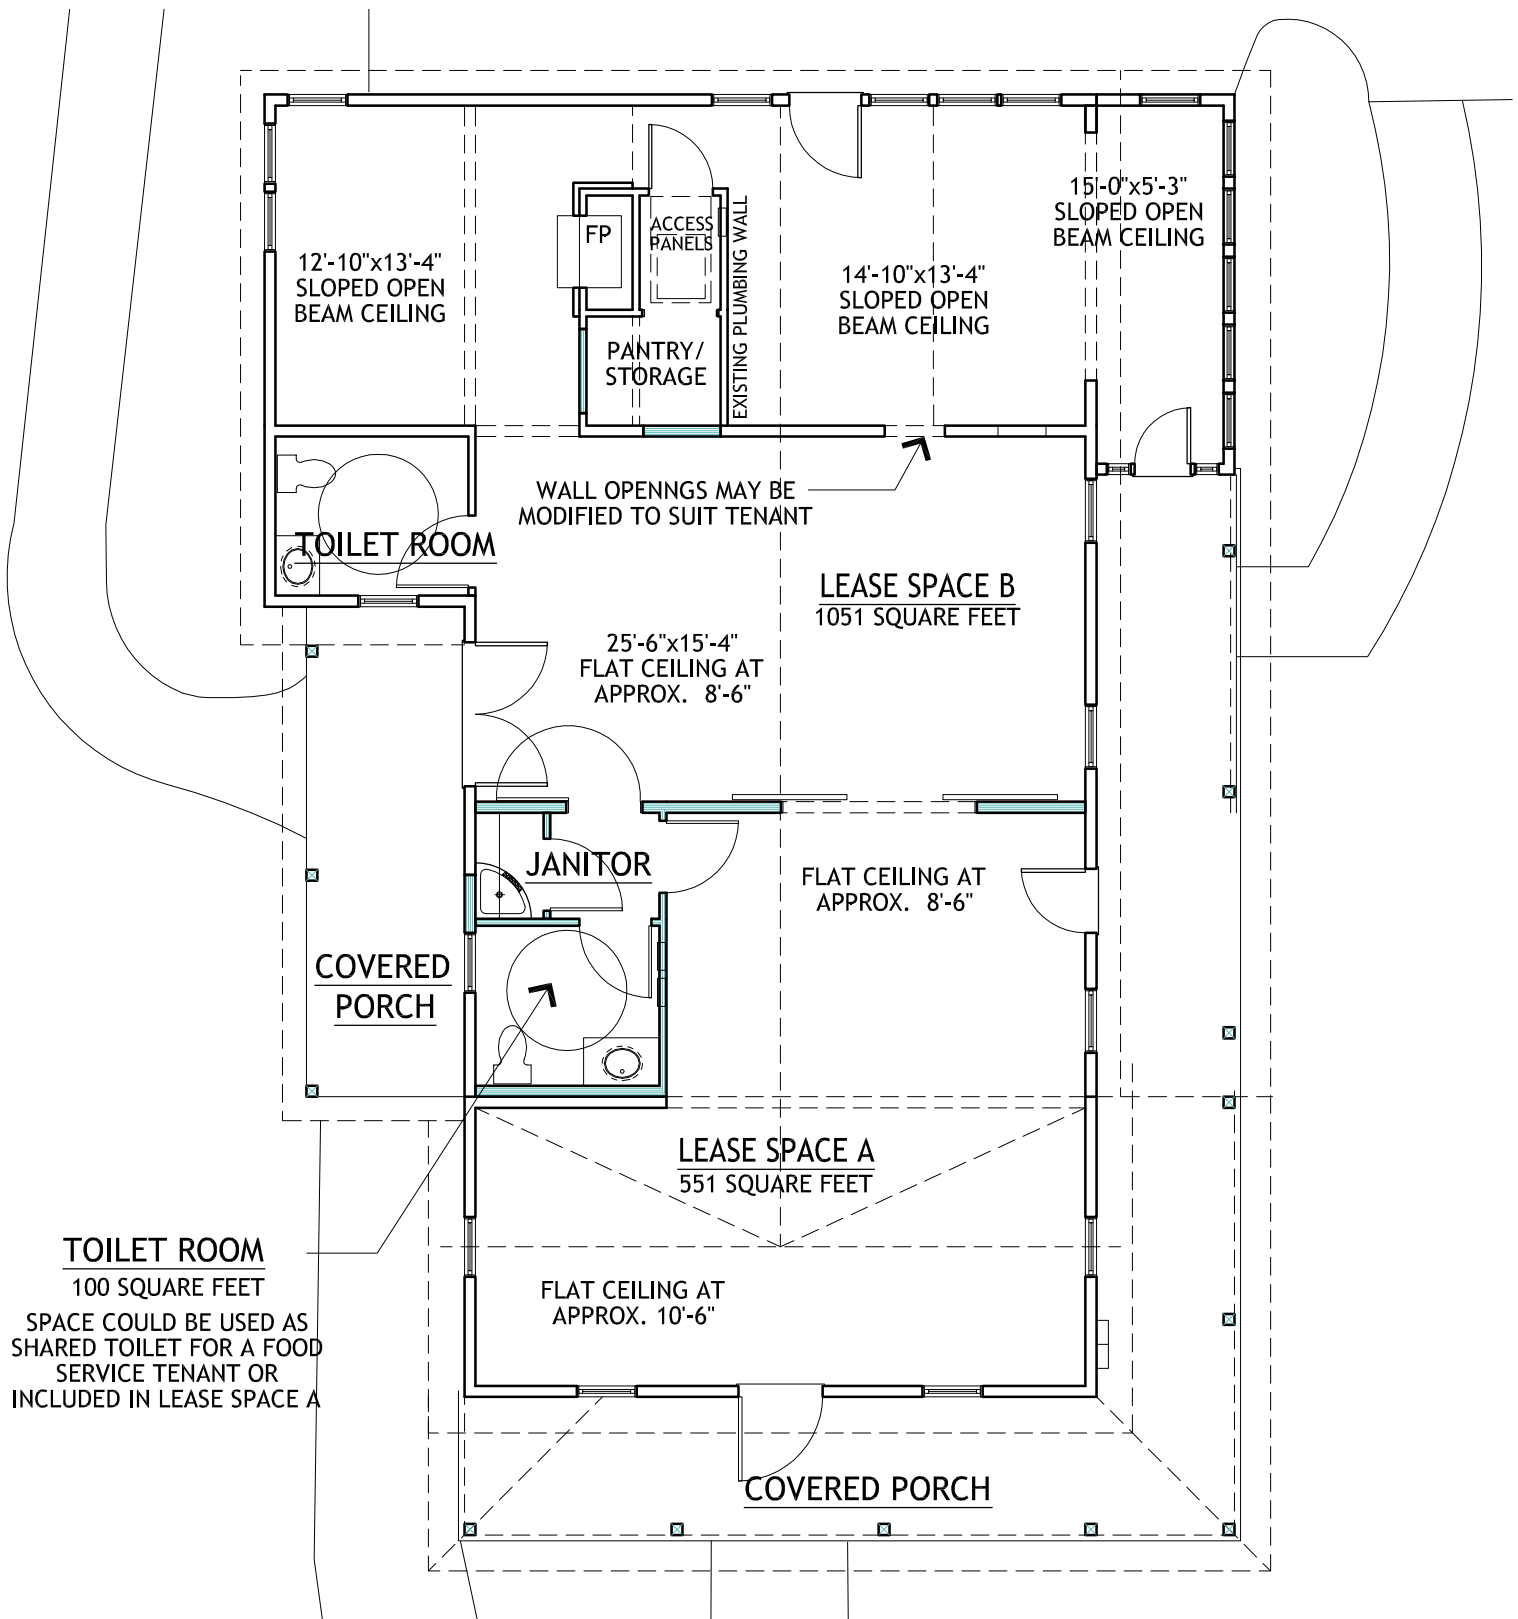 15'-0"x5'-3"
SLOPED OPEN
BEAM CEILING
FP
ACCESS
PANELS
EXISTING PLUMBING WALL
12'-10"x13'-4"
SLOPED OPEN
BEAM CEILING
14'-10"x13'-4"
SLOPED OPEN
BEAM CEILING
PANTRY/
STORAGE
WALL OPENNGS MAY BE
MODIFIED TO SUIT TENANT
TOILET ROOM
LEASE SPACE B
1051 SQUARE FEET
25'-6"x15'-4"
FLAT CEILING AT
APPROX. 8'-6"
JANITOR
FLAT CEILING AT
APPROX. 8'-6"
COVERED
PORCH
LEASE SPACE A
551 SQUARE FEET
TOILET ROOM
100 SQUARE FEET
SPACE COULD BE USED AS
SHARED TOILET FOR A FOOD
SERVICE TENANT OR
INCLUDED IN LEASE SPACE A
FLAT CEILING AT
APPROX. 10'-6"
COVERED PORCH